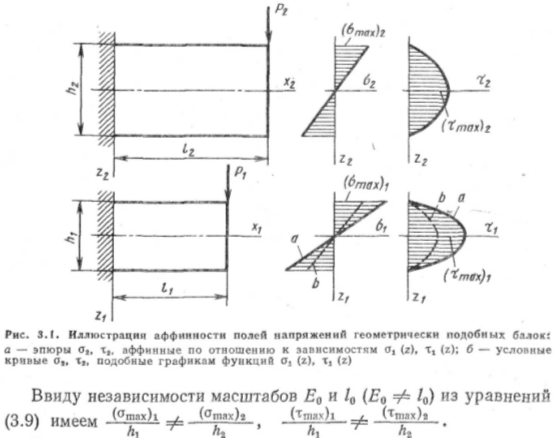 P₂
(σmax)₂
h₂
x₂
σ₂
τ₂
(τmax)₂
l₂
z₂
z₂
z₂
P₁
(σmax)₁
b
a
h₁
x₁
σ₁
τ₁
a
b
(τmax)₁
l₁
z₁
z₁
z₁
Рис. 3.1. Иллюстрация аффинности полей напряжений геометрически подобных балок:
а — эпюры σ₂, τ₂, аффинные по отношению к зависимостям σ₁ (z), τ₁ (z); б — условные
кривые σ₂, τ₂, подобные графикам функций σ₁ (z), τ₁ (z)
Ввиду независимости масштабов E₀ и l₀ (E₀ ≠ l₀) из уравнений
(3.9) имеем (σmax)₁/h₁ ≠ (σmax)₂/h₂, (τmax)₁/h₁ ≠ (τmax)₂/h₂.